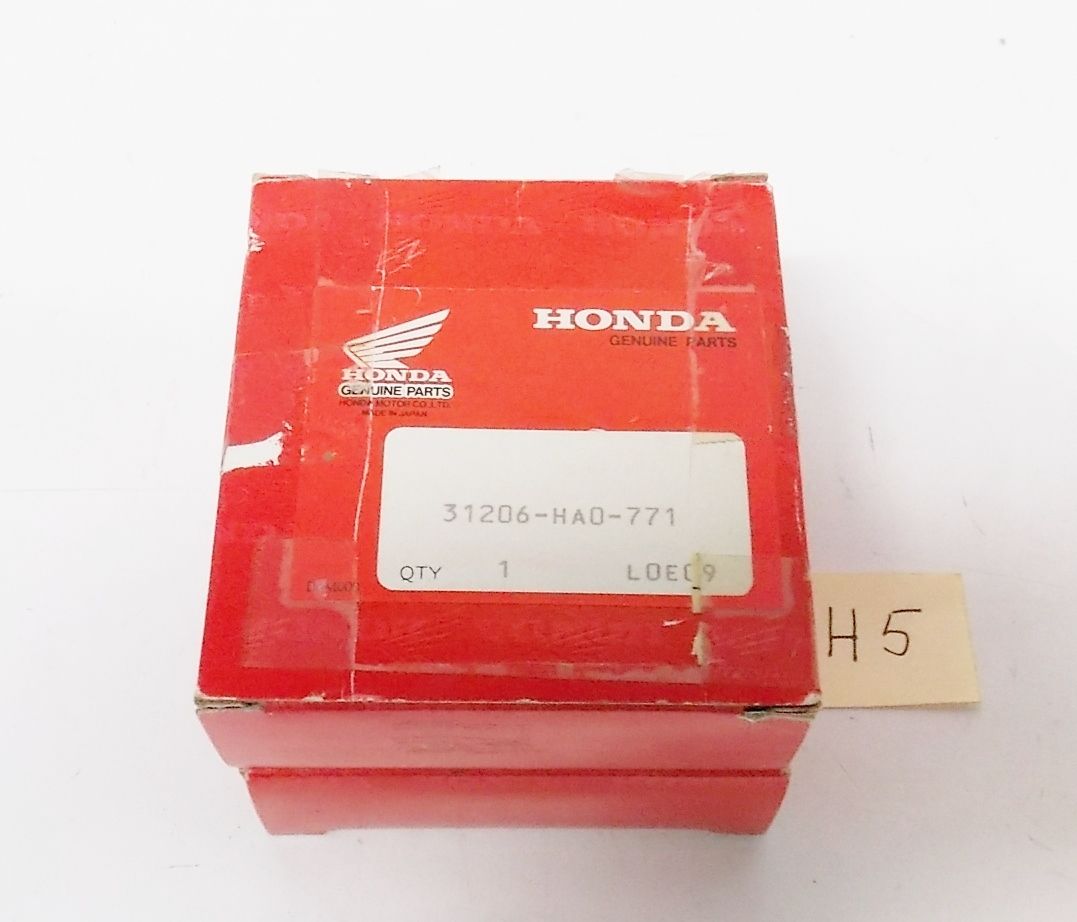 HONDA
GENUINE PARTS
HONDA
GENUINE PARTS
HONDA MOTOR CO.,LTD.
MADE IN JAPAN
31206-HA0-771
QTY 1 L0E09
H5